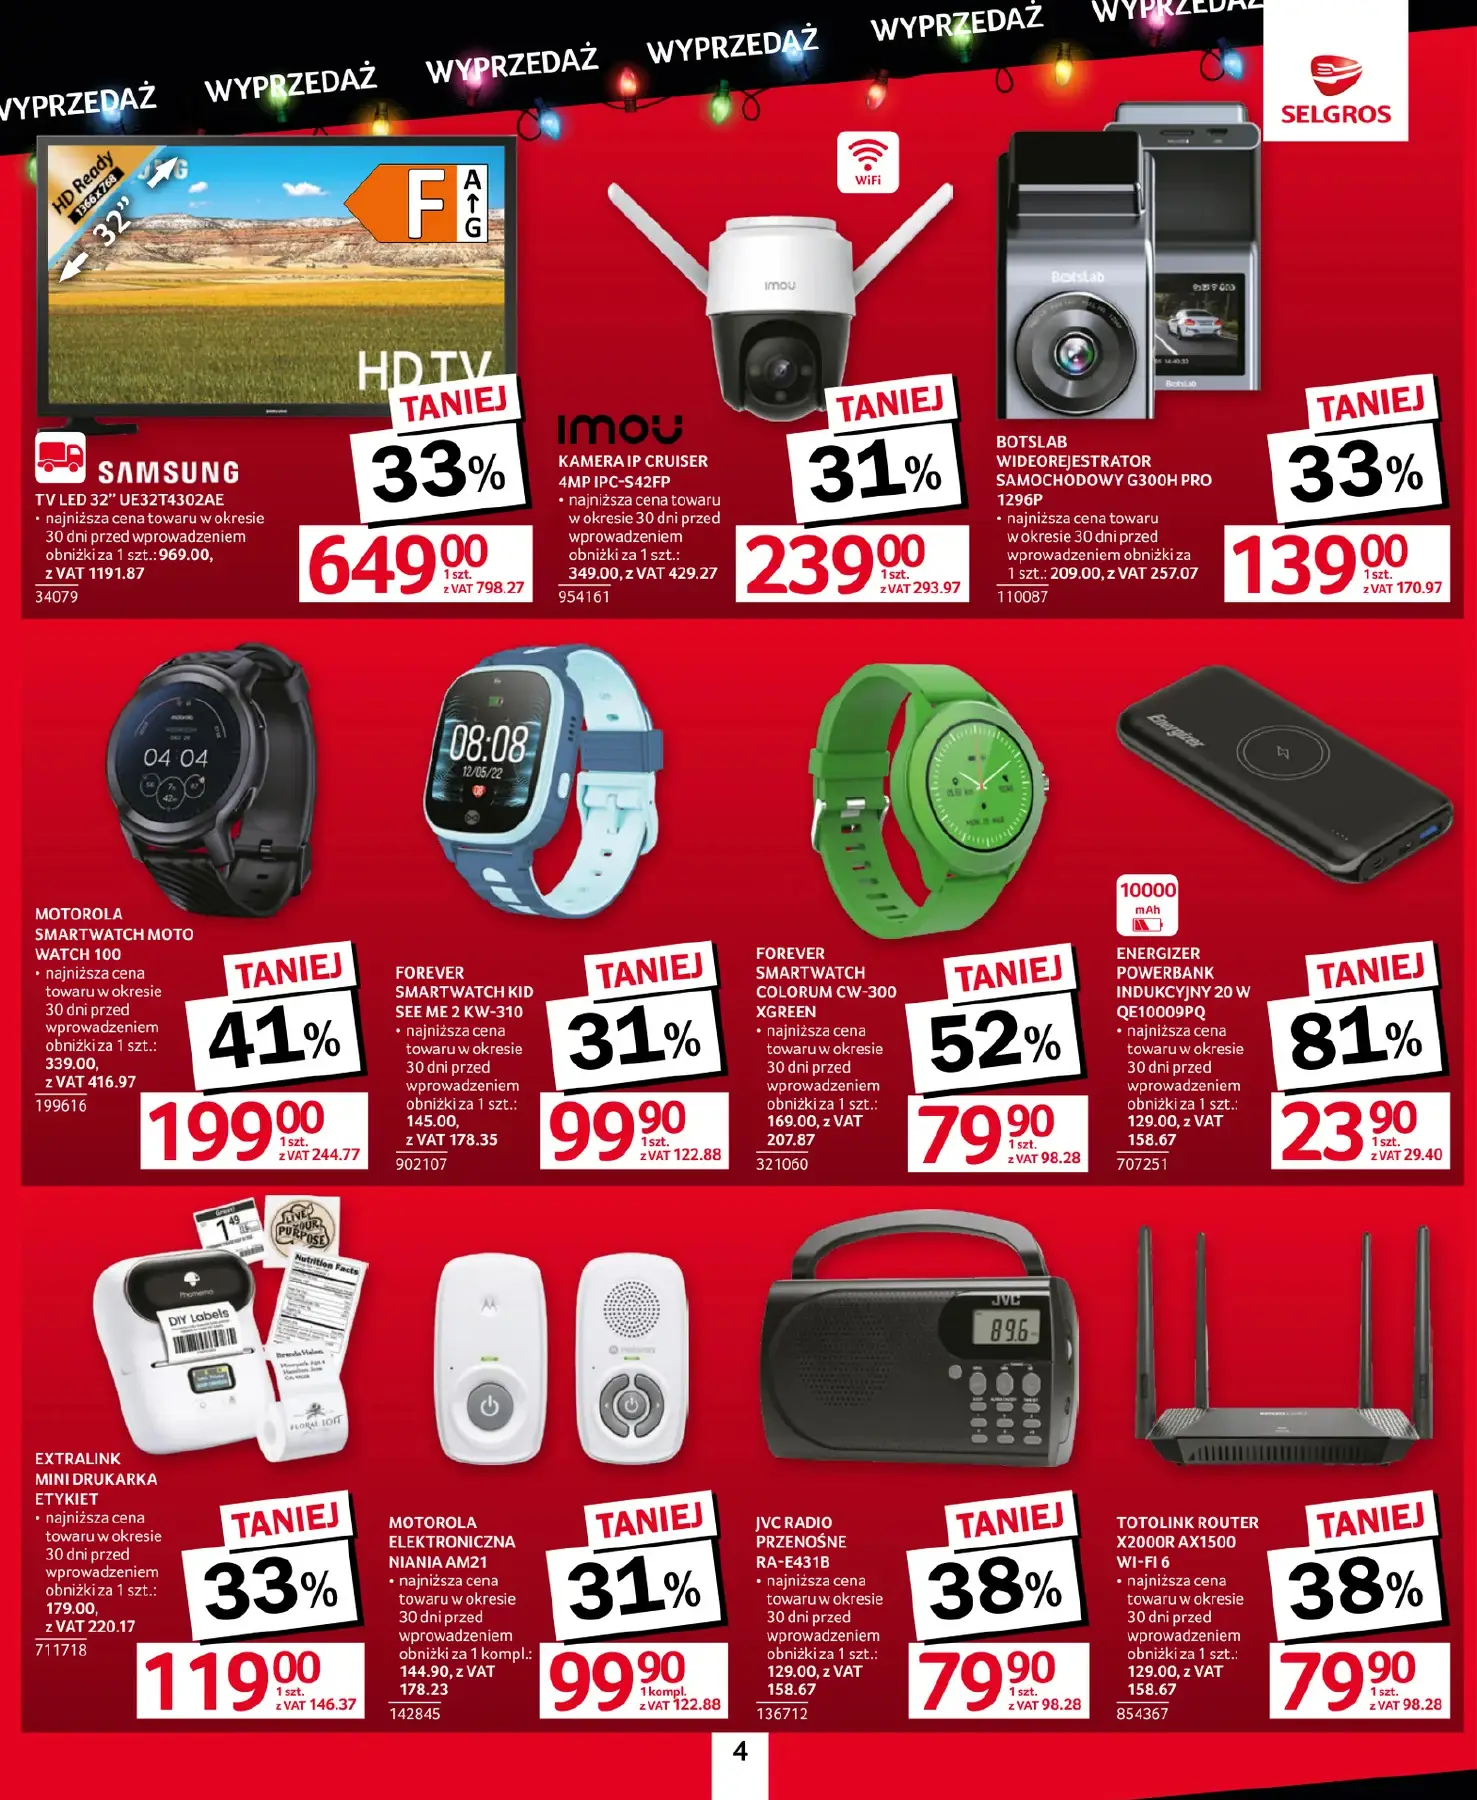 WYPRZEDAŻ
WYPRZEDAŻ
WYPRZEDAŻ
WYPRZEDAŻ
WYPRZEDAŻ
SELGROS
HD Ready
1366x768
32”
F
A
G
HD TV
TANIEJ
33%
SAMSUNG
TV LED 32” UE32T4302AE
• najniższa cena towaru w okresie
30 dni przed wprowadzeniem
obniżki za 1 szt.: 969.00,
z VAT 1191.87
34079
649 00
1 szt.
z VAT 798.27
WiFi
imou
imou
TANIEJ
31%
KAMERA IP CRUISER
4MP IPC-S42FP
• najniższa cena towaru
w okresie 30 dni przed
wprowadzeniem
obniżki za 1 szt.:
349.00, z VAT 429.27
954161
239 00
1 szt.
z VAT 293.97
BotsLab
BotsLab
TANIEJ
33%
BOTSLAB
WIDEOREJESTRATOR
SAMOCHODOWY G300H PRO
1296P
• najniższa cena towaru
w okresie 30 dni przed
wprowadzeniem obniżki za
1 szt.: 209.00, z VAT 257.07
110087
139 00
1 szt.
z VAT 170.97
motorola
04 04
MOTOROLA
SMARTWATCH MOTO
WATCH 100
• najniższa cena
towaru w okresie
30 dni przed
wprowadzeniem
obniżki za 1 szt.:
339.00,
z VAT 416.97
199616
TANIEJ
41%
199 00
1 szt.
z VAT 244.77
08:08
12/05/22
FOREVER
SMARTWATCH KID
SEE ME 2 KW-310
• najniższa cena
towaru w okresie
30 dni przed
wprowadzeniem
obniżki za 1 szt.:
145.00,
z VAT 178.35
902107
TANIEJ
31%
99 90
1 szt.
z VAT 122.88
FOREVER
SMARTWATCH
COLORUM CW-300
XGREEN
• najniższa cena
towaru w okresie
30 dni przed
wprowadzeniem
obniżki za 1 szt.:
169.00, z VAT
207.87
321060
TANIEJ
52%
79 90
1 szt.
z VAT 98.28
Energizer
10000
mAh
ENERGIZER
POWERBANK
INDUKCYJNY 20 W
QE10009PQ
• najniższa cena
towaru w okresie
30 dni przed
wprowadzeniem
obniżki za 1 szt.:
129.00, z VAT
158.67
707251
TANIEJ
81%
23 90
1 szt.
z VAT 29.40
1 49
LIVE
YOUR
PURPOSE
Nutrition Facts
Phomemo
DIY Labels
FLORAL LOFT
EXTRALINK
MINI DRUKARKA
ETYKIET
• najniższa cena
towaru w okresie
30 dni przed
wprowadzeniem
obniżki za 1 szt.:
179.00,
z VAT 220.17
711718
TANIEJ
33%
119 00
1 szt.
z VAT 146.37
motorola
MOTOROLA
ELEKTRONICZNA
NIANIA AM21
• najniższa cena
towaru w okresie
30 dni przed
wprowadzeniem
obniżki za 1 kompl.:
144.90, z VAT
178.23
142845
TANIEJ
31%
99 90
1 kompl.
z VAT 122.88
JVC
89.6
JVC RADIO
PRZENOŚNE
RA-E431B
• najniższa cena
towaru w okresie
30 dni przed
wprowadzeniem
obniżki za 1 szt.:
129.00, z VAT
158.67
136712
TANIEJ
38%
79 90
1 szt.
z VAT 98.28
TOTOLINK ROUTER
X2000R AX1500
WI-FI 6
• najniższa cena
towaru w okresie
30 dni przed
wprowadzeniem
obniżki za 1 szt.:
129.00, z VAT
158.67
854367
TANIEJ
38%
79 90
1 szt.
z VAT 98.28
4